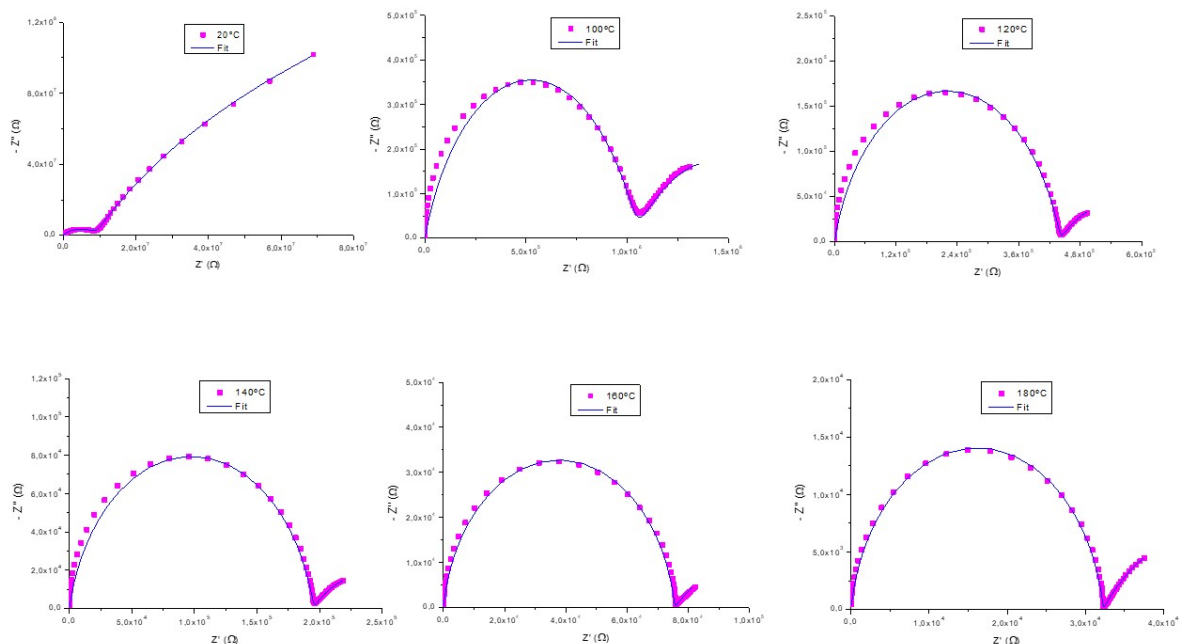 20ºC
Fit
1,2x10⁸
8,0x10⁷
4,0x10⁷
0,0
- Z'' (Ω)
0,0 2,0x10⁷ 4,0x10⁷ 6,0x10⁷ 8,0x10⁷
Z' (Ω)
100ºC
Fit
5,0x10⁵
4,0x10⁵
3,0x10⁵
2,0x10⁵
1,0x10⁵
0,0
- Z'' (Ω)
0,0 5,0x10⁵ 1,0x10⁶ 1,5x10⁶
Z' (Ω)
120ºC
Fit
2,5x10⁵
2,0x10⁵
1,5x10⁵
1,0x10⁵
5,0x10⁴
0,0
- Z'' (Ω)
0,0 1,2x10⁵ 2,4x10⁵ 3,6x10⁵ 4,8x10⁵ 6,0x10⁵
Z' (Ω)
140ºC
Fit
1,2x10⁵
1,0x10⁵
8,0x10⁴
6,0x10⁴
4,0x10⁴
2,0x10⁴
0,0
- Z'' (Ω)
0,0 5,0x10⁴ 1,0x10⁵ 1,5x10⁵ 2,0x10⁵ 2,5x10⁵
Z' (Ω)
160ºC
Fit
5,0x10⁴
4,0x10⁴
3,0x10⁴
2,0x10⁴
1,0x10⁴
0,0
- Z'' (Ω)
0,0 2,0x10⁴ 4,0x10⁴ 6,0x10⁴ 8,0x10⁴ 1,0x10⁵
Z' (Ω)
180ºC
Fit
2,0x10⁴
1,5x10⁴
1,0x10⁴
5,0x10³
0,0
- Z'' (Ω)
0,0 1,0x10⁴ 2,0x10⁴ 3,0x10⁴ 4,0x10⁴
Z' (Ω)